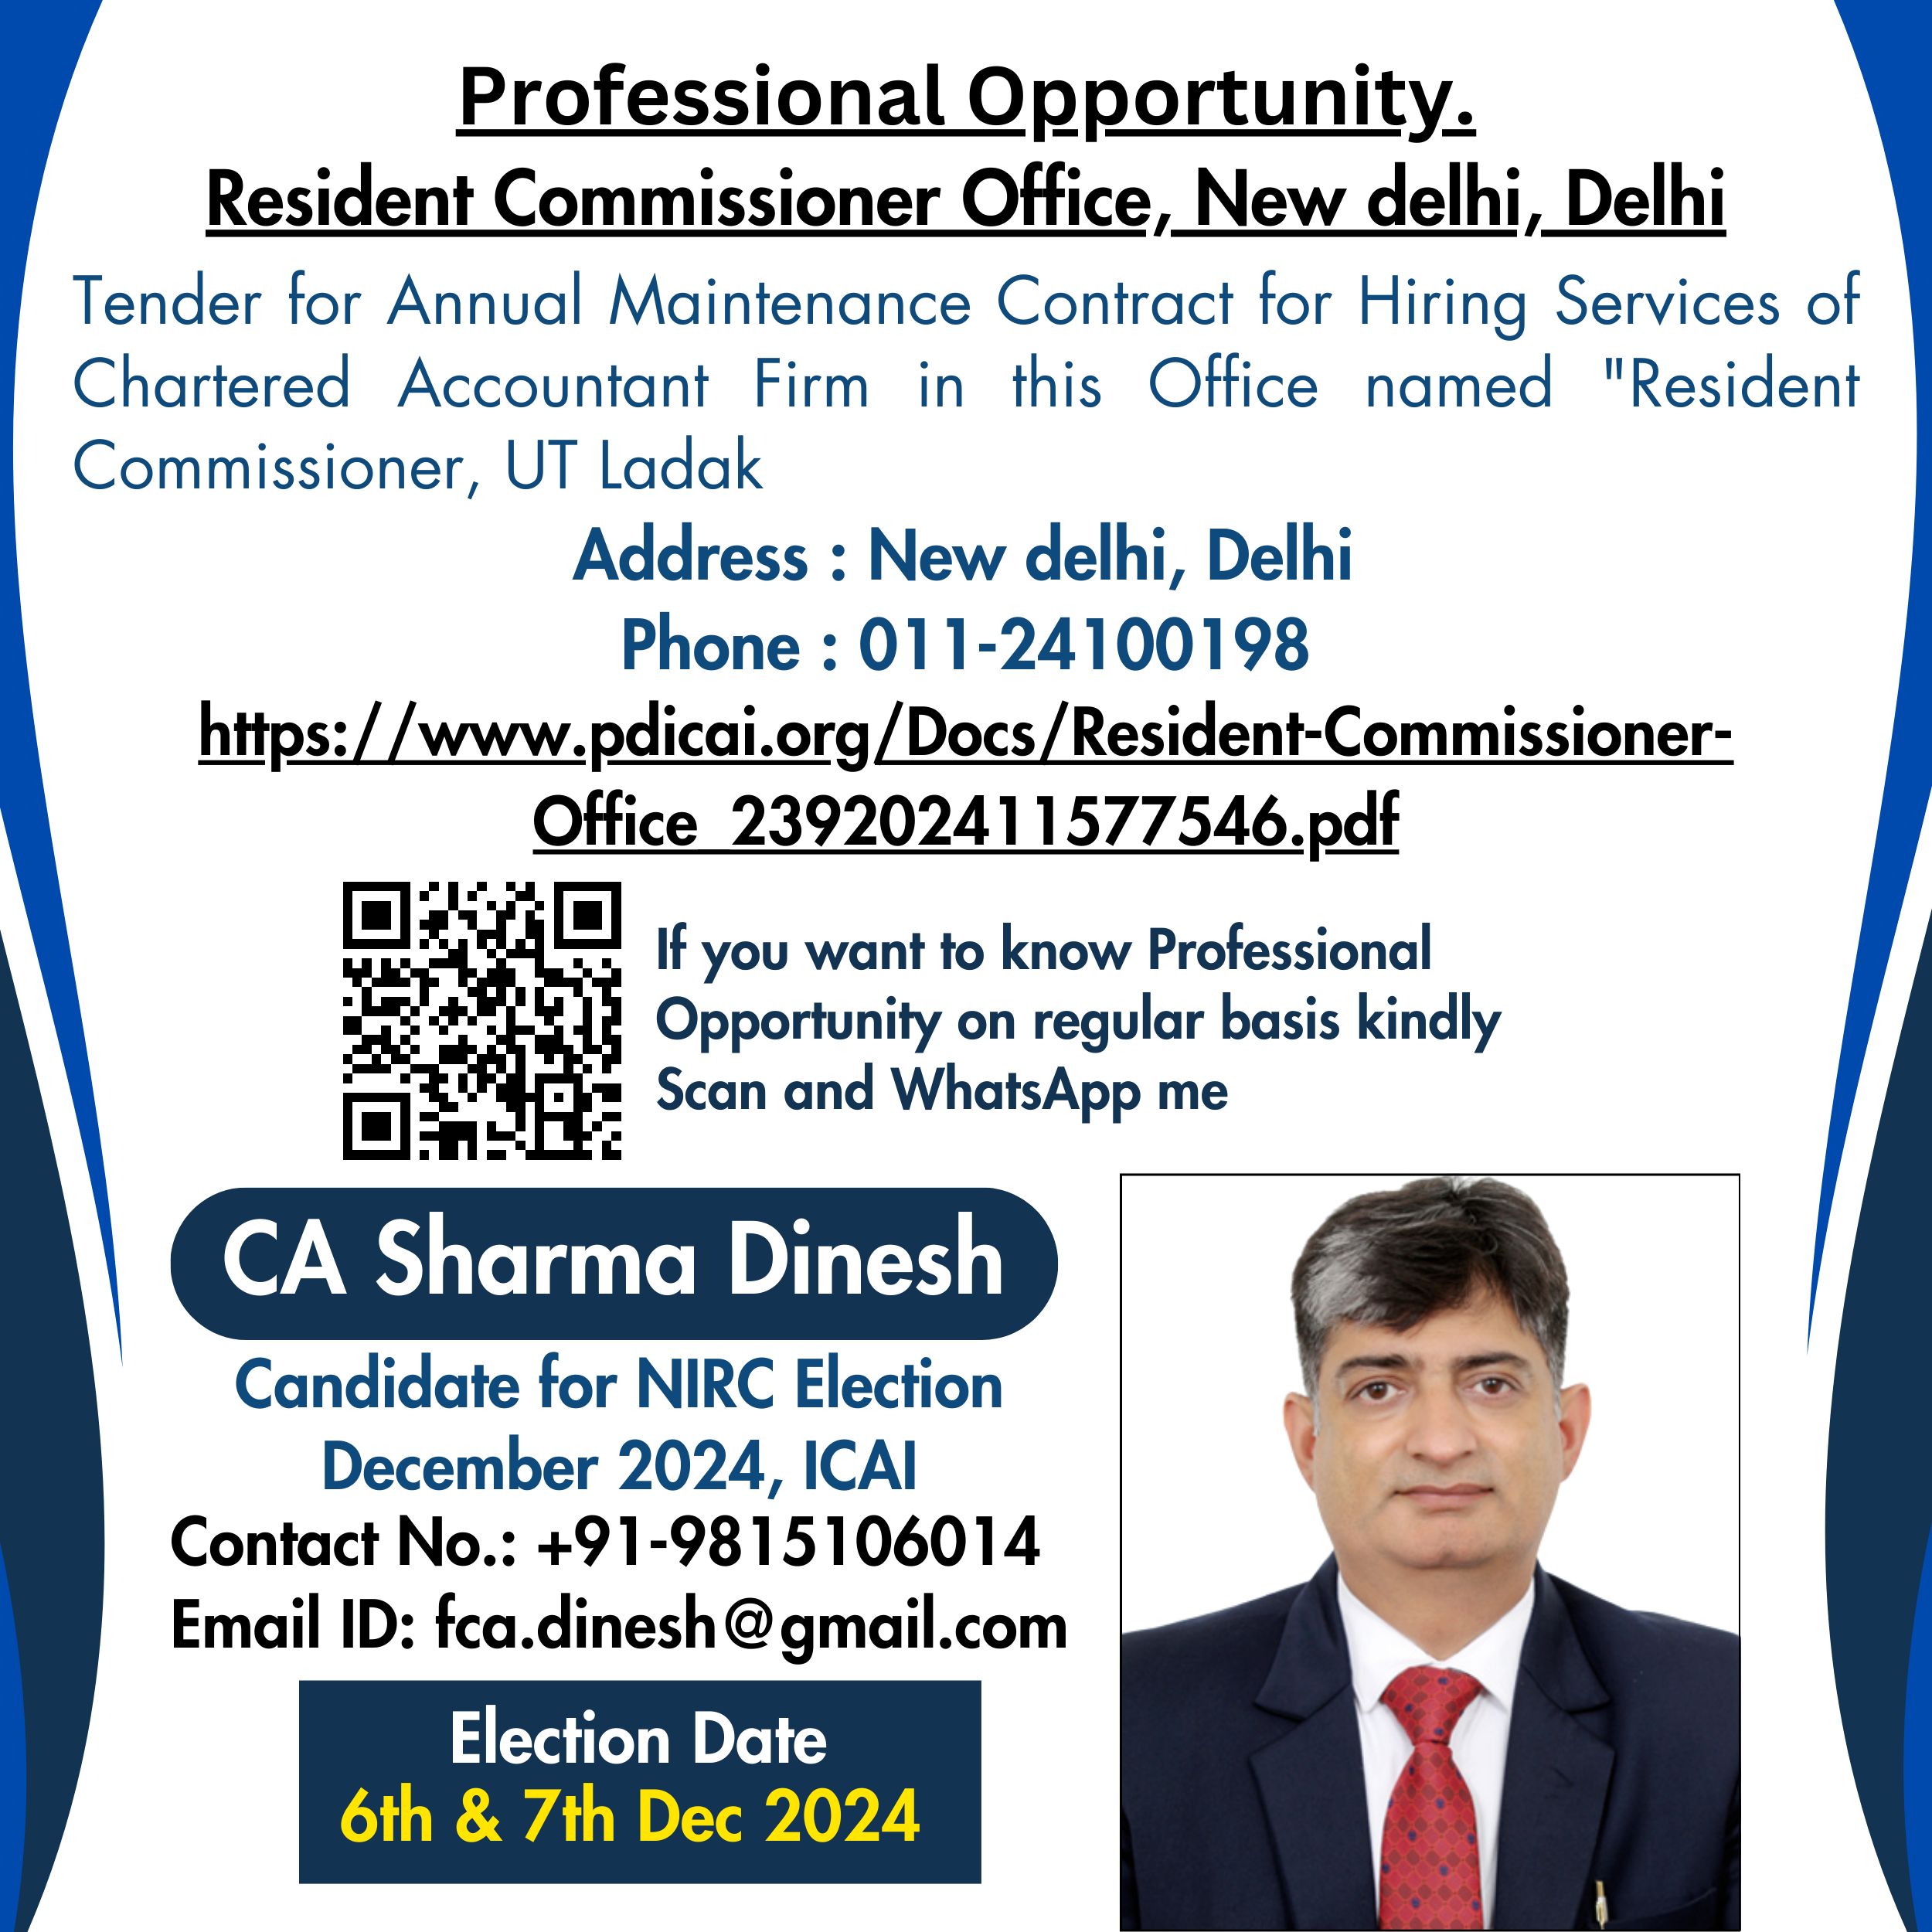 Professional Opportunity.
Resident Commissioner Office, New delhi, Delhi
Tender for Annual Maintenance Contract for Hiring Services of
Chartered Accountant Firm in this Office named "Resident
Commissioner, UT Ladak
Address : New delhi, Delhi
Phone : 011-24100198
https://www.pdicai.org/Docs/Resident-Commissioner-
Office_239202411577546.pdf
If you want to know Professional
Opportunity on regular basis kindly
Scan and WhatsApp me
CA Sharma Dinesh
Candidate for NIRC Election
December 2024, ICAI
Contact No.: +91-9815106014
Email ID: fca.dinesh@gmail.com
Election Date
6th & 7th Dec 2024